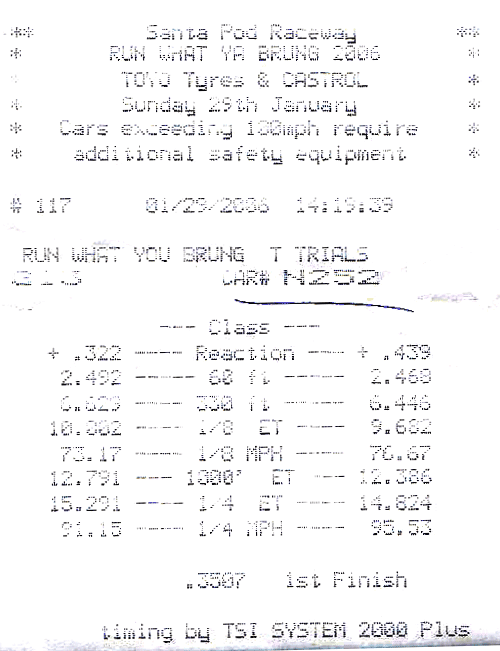 ** Santa Pod Raceway **
* RUN WHAT YA BRUNG 2006 *
* TOYO Tyres & CASTROL *
* Sunday 29th January *
* Cars exceeding 100mph require *
* additional safety equipment *
# 117 01/29/2006 14:19:39
RUN WHAT YOU BRUNG T TRIALS
CAR# N252
--- Class ---
+ .322 ---- Reaction ---- + .439
2.492 ---- 60 ft ---- 2.468
6.629 ---- 330 ft ---- 6.446
10.002 ---- 1/8 ET ---- 9.682
73.17 ---- 1/8 MPH ---- 76.67
12.791 --- 1000' ET --- 12.386
15.291 ---- 1/4 ET ---- 14.824
91.15 ---- 1/4 MPH ---- 95.53
.3507 1st Finish
timing by TSI SYSTEM 2000 Plus